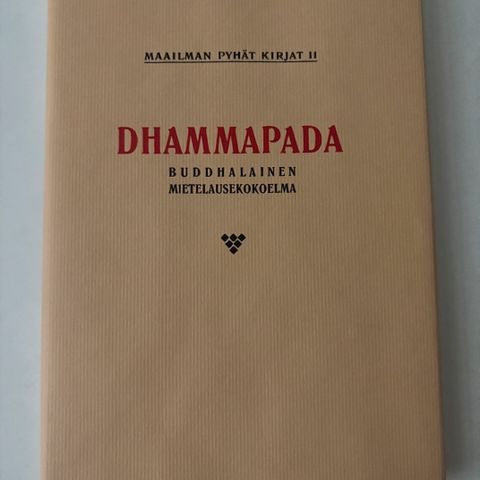 MAAILMAN PYHÄT KIRJAT II
DHAMMAPADA
BUDDHALAINEN
MIETELAUSEKOKOELMA